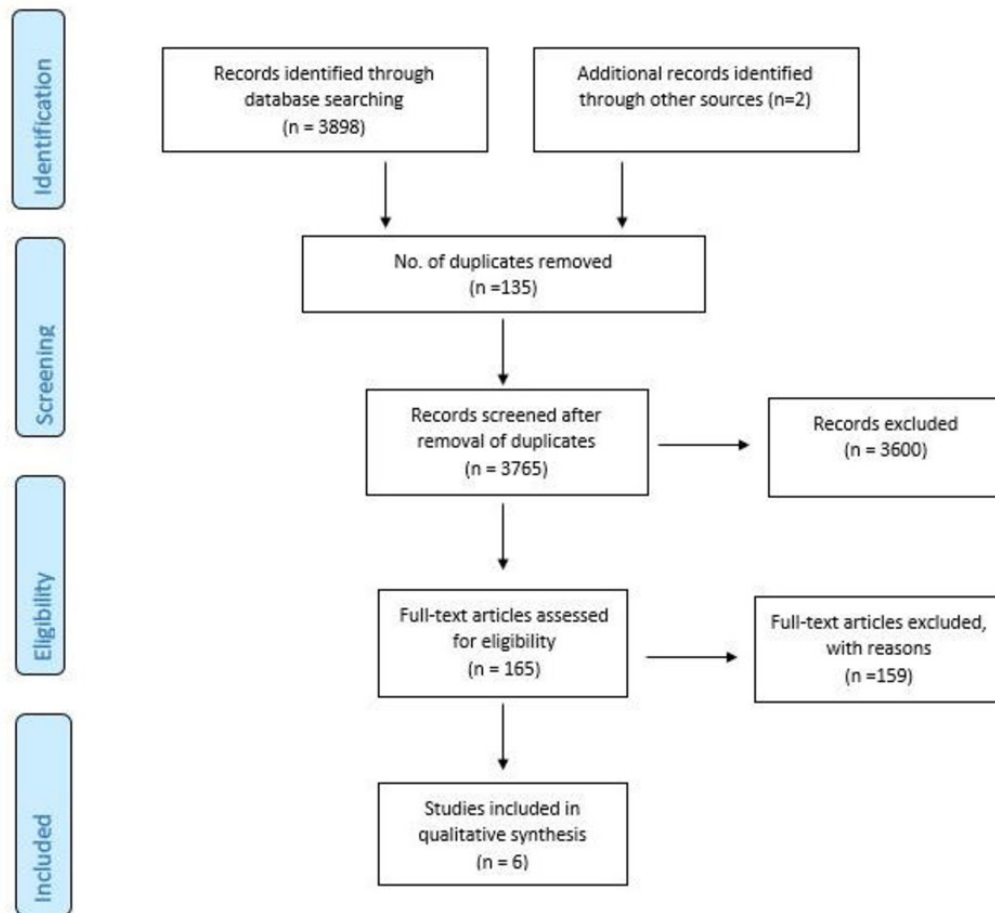 Identification
Records identified through
database searching
(n = 3898)
Additional records identified
through other sources (n=2)
Screening
No. of duplicates removed
(n =135)
Records screened after
removal of duplicates
(n = 3765)
Records excluded
(n = 3600)
Eligibility
Full-text articles assessed
for eligibility
(n = 165)
Full-text articles excluded,
with reasons
(n =159)
Included
Studies included in
qualitative synthesis
(n = 6)